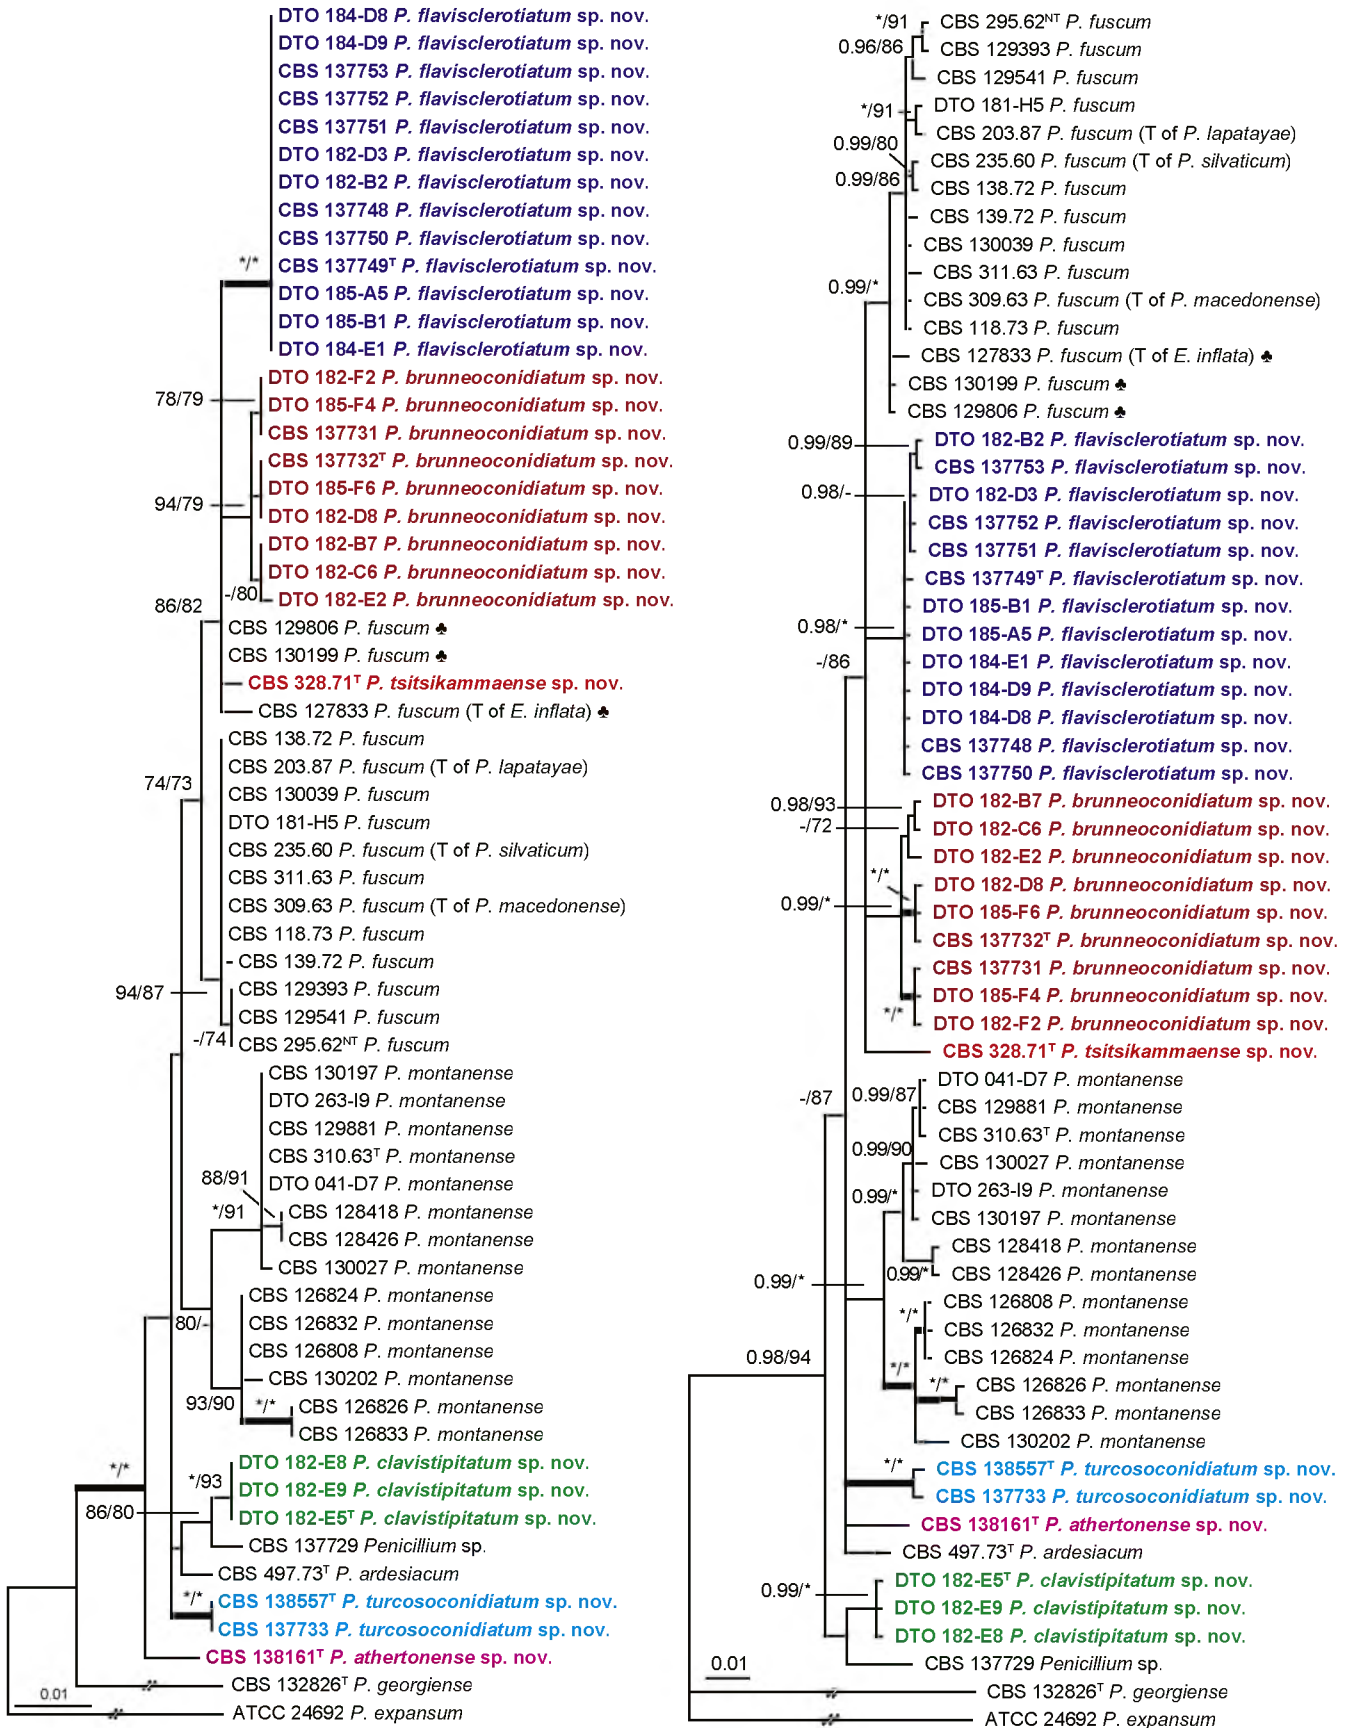 DTO 184-D8 P. flavisclerotiatum sp. nov.
DTO 184-D9 P. flavisclerotiatum sp. nov.
CBS 137753 P. flavisclerotiatum sp. nov.
CBS 137752 P. flavisclerotiatum sp. nov.
CBS 137751 P. flavisclerotiatum sp. nov.
DTO 182-D3 P. flavisclerotiatum sp. nov.
DTO 182-B2 P. flavisclerotiatum sp. nov.
CBS 137748 P. flavisclerotiatum sp. nov.
CBS 137750 P. flavisclerotiatum sp. nov.
*/*
CBS 137749ᵀ P. flavisclerotiatum sp. nov.
DTO 185-A5 P. flavisclerotiatum sp. nov.
DTO 185-B1 P. flavisclerotiatum sp. nov.
DTO 184-E1 P. flavisclerotiatum sp. nov.
DTO 182-F2 P. brunneoconidiatum sp. nov.
78/79
DTO 185-F4 P. brunneoconidiatum sp. nov.
CBS 137731 P. brunneoconidiatum sp. nov.
CBS 137732ᵀ P. brunneoconidiatum sp. nov.
DTO 185-F6 P. brunneoconidiatum sp. nov.
94/79
DTO 182-D8 P. brunneoconidiatum sp. nov.
DTO 182-B7 P. brunneoconidiatum sp. nov.
DTO 182-C6 P. brunneoconidiatum sp. nov.
-/80
DTO 182-E2 P. brunneoconidiatum sp. nov.
86/82
CBS 129806 P. fuscum ♣
CBS 130199 P. fuscum ♣
CBS 328.71ᵀ P. tsitsikammaense sp. nov.
CBS 127833 P. fuscum (T of E. inflata) ♣
CBS 138.72 P. fuscum
CBS 203.87 P. fuscum (T of P. lapatayae)
74/73
CBS 130039 P. fuscum
DTO 181-H5 P. fuscum
CBS 235.60 P. fuscum (T of P. silvaticum)
CBS 311.63 P. fuscum
CBS 309.63 P. fuscum (T of P. macedonense)
CBS 118.73 P. fuscum
CBS 139.72 P. fuscum
94/87
CBS 129393 P. fuscum
CBS 129541 P. fuscum
-/74
CBS 295.62ᴺᵀ P. fuscum
CBS 130197 P. montanense
DTO 263-I9 P. montanense
CBS 129881 P. montanense
CBS 310.63ᵀ P. montanense
88/91
DTO 041-D7 P. montanense
*/91
CBS 128418 P. montanense
CBS 128426 P. montanense
CBS 130027 P. montanense
CBS 126824 P. montanense
80/-
CBS 126832 P. montanense
CBS 126808 P. montanense
CBS 130202 P. montanense
93/90
*/*
CBS 126826 P. montanense
CBS 126833 P. montanense
*/*
DTO 182-E8 P. clavistipitatum sp. nov.
*/93
DTO 182-E9 P. clavistipitatum sp. nov.
86/80
DTO 182-E5ᵀ P. clavistipitatum sp. nov.
CBS 137729 Penicillium sp.
CBS 497.73ᵀ P. ardesiacum
*/*
CBS 138557ᵀ P. turcosoconidiatum sp. nov.
CBS 137733 P. turcosoconidiatum sp. nov.
CBS 138161ᵀ P. athertonense sp. nov.
CBS 132826ᵀ P. georgiense
0.01
ATCC 24692 P. expansum
*/91
CBS 295.62ᴺᵀ P. fuscum
0.96/86
CBS 129393 P. fuscum
CBS 129541 P. fuscum
*/91
DTO 181-H5 P. fuscum
CBS 203.87 P. fuscum (T of P. lapatayae)
0.99/80
CBS 235.60 P. fuscum (T of P. silvaticum)
0.99/86
CBS 138.72 P. fuscum
CBS 139.72 P. fuscum
CBS 130039 P. fuscum
CBS 311.63 P. fuscum
0.99/*
CBS 309.63 P. fuscum (T of P. macedonense)
CBS 118.73 P. fuscum
CBS 127833 P. fuscum (T of E. inflata) ♣
CBS 130199 P. fuscum ♣
CBS 129806 P. fuscum ♣
0.99/89
DTO 182-B2 P. flavisclerotiatum sp. nov.
CBS 137753 P. flavisclerotiatum sp. nov.
0.98/-
DTO 182-D3 P. flavisclerotiatum sp. nov.
CBS 137752 P. flavisclerotiatum sp. nov.
CBS 137751 P. flavisclerotiatum sp. nov.
CBS 137749ᵀ P. flavisclerotiatum sp. nov.
DTO 185-B1 P. flavisclerotiatum sp. nov.
0.98/*
DTO 185-A5 P. flavisclerotiatum sp. nov.
-/86
DTO 184-E1 P. flavisclerotiatum sp. nov.
DTO 184-D9 P. flavisclerotiatum sp. nov.
DTO 184-D8 P. flavisclerotiatum sp. nov.
CBS 137748 P. flavisclerotiatum sp. nov.
CBS 137750 P. flavisclerotiatum sp. nov.
0.98/93
DTO 182-B7 P. brunneoconidiatum sp. nov.
-/72
DTO 182-C6 P. brunneoconidiatum sp. nov.
DTO 182-E2 P. brunneoconidiatum sp. nov.
*/*
DTO 182-D8 P. brunneoconidiatum sp. nov.
0.99/*
DTO 185-F6 P. brunneoconidiatum sp. nov.
CBS 137732ᵀ P. brunneoconidiatum sp. nov.
CBS 137731 P. brunneoconidiatum sp. nov.
DTO 185-F4 P. brunneoconidiatum sp. nov.
*/*
DTO 182-F2 P. brunneoconidiatum sp. nov.
CBS 328.71ᵀ P. tsitsikammaense sp. nov.
DTO 041-D7 P. montanense
-/87
0.99/87
CBS 129881 P. montanense
CBS 310.63ᵀ P. montanense
0.99/90
CBS 130027 P. montanense
0.99/*
DTO 263-I9 P. montanense
CBS 130197 P. montanense
CBS 128418 P. montanense
0.99/*
CBS 128426 P. montanense
0.99/*
CBS 126808 P. montanense
*/*
CBS 126832 P. montanense
0.98/94
CBS 126824 P. montanense
*/*
*/*
CBS 126826 P. montanense
CBS 126833 P. montanense
CBS 130202 P. montanense
*/*
CBS 138557ᵀ P. turcosoconidiatum sp. nov.
CBS 137733 P. turcosoconidiatum sp. nov.
CBS 138161ᵀ P. athertonense sp. nov.
CBS 497.73ᵀ P. ardesiacum
0.99/*
DTO 182-E5ᵀ P. clavistipitatum sp. nov.
DTO 182-E9 P. clavistipitatum sp. nov.
DTO 182-E8 P. clavistipitatum sp. nov.
0.01
CBS 137729 Penicillium sp.
CBS 132826ᵀ P. georgiense
ATCC 24692 P. expansum